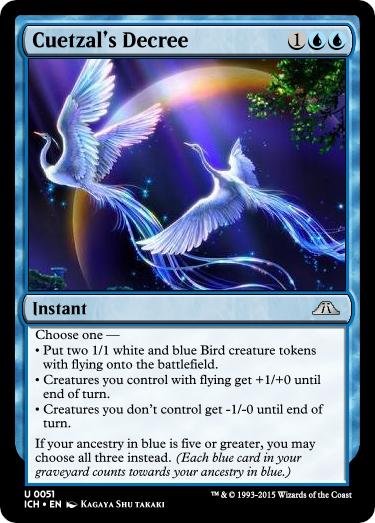 Cuetzal's Decree 1
Instant
Choose one —
• Put two 1/1 white and blue Bird creature tokens
with flying onto the battlefield.
• Creatures you control with flying get +1/+0 until
end of turn.
• Creatures you don't control get -1/-0 until end of
turn.
If your ancestry in blue is five or greater, you may
choose all three instead. (Each blue card in your
graveyard counts towards your ancestry in blue.)
U 0051
ICH • EN Kagaya Shu takaki
™ & © 1993-2015 Wizards of the Coast